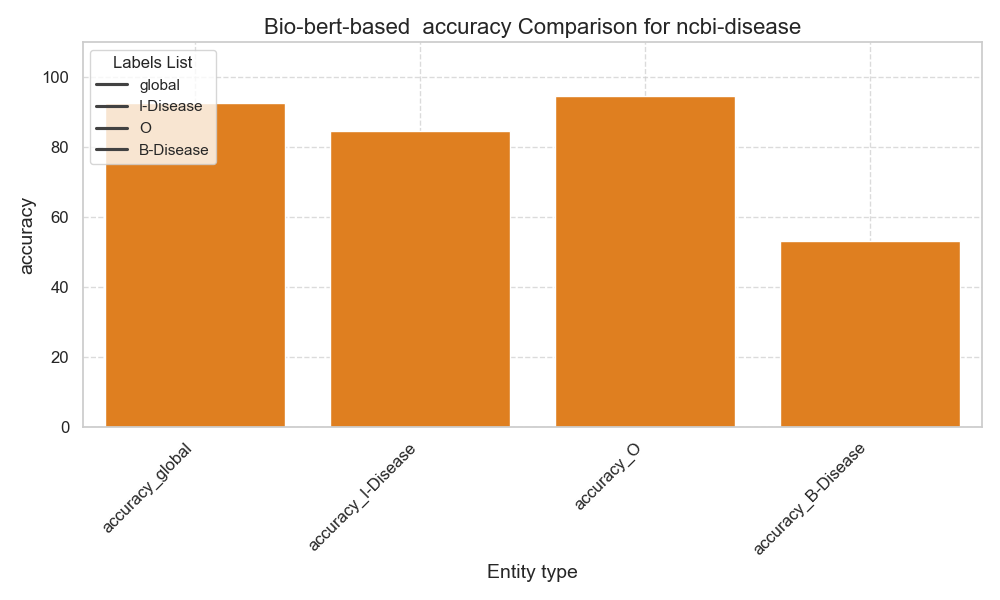 Bio-bert-based  accuracy Comparison for ncbi-disease
Labels List
global
I-Disease
O
B-Disease
accuracy
100
80
60
40
20
0
accuracy_global
accuracy_I-Disease
accuracy_O
accuracy_B-Disease
Entity type